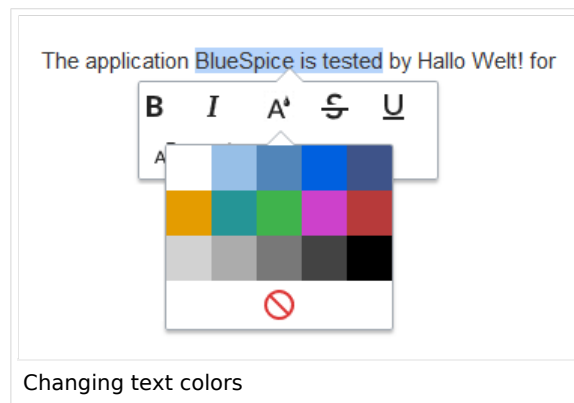 The application BlueSpice is tested by Hallo Welt! for
B I A S U
A
Changing text colors